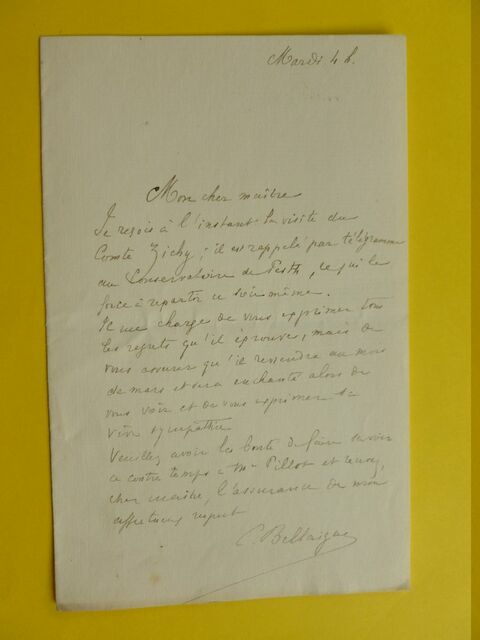 Mardi 4 h.
Mon cher maître
Je reçois à l'instant la visite du
Comte Zichy ; il est rappelé par télégramme
au Conservatoire de Pesth, ce qui le
force à repartir ce soir même.
Il me charge de vous exprimer tous
les regrets qu'il éprouve, mais de
vous assurer qu'il reviendra au mois
de mars et sera enchanté alors de
vous voir et de vous exprimer sa
vive sympathie
Veuillez avoir la bonté de faire savoir
ce contre temps à Mr Pillot et recevez,
cher maître, l'assurance de mon
affectueux respect
C. Bellaigue